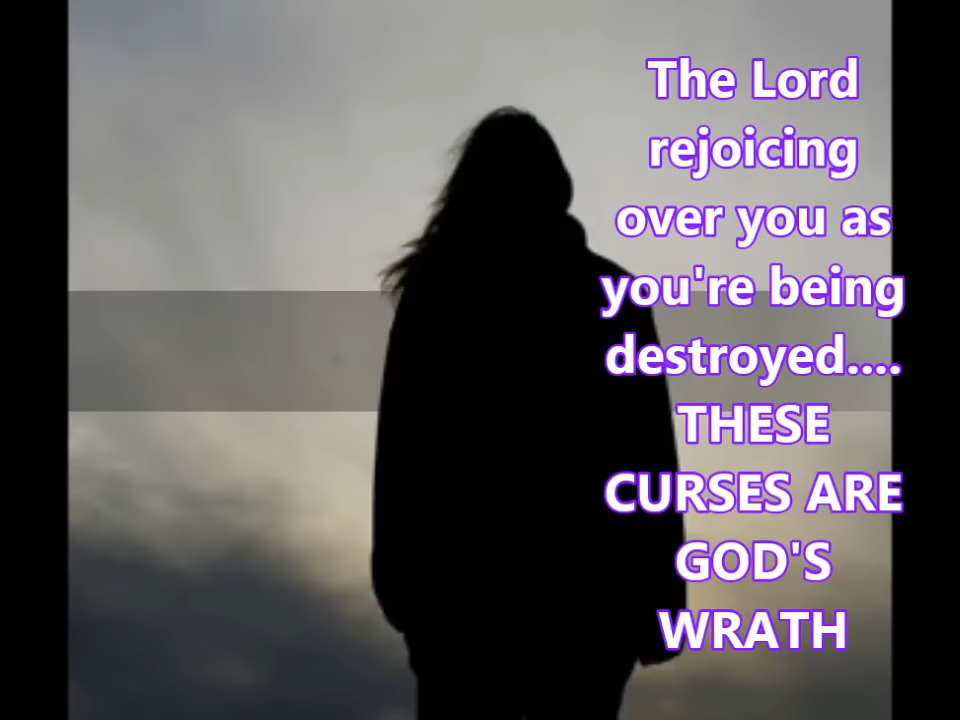 The Lord
rejoicing
over you as
you're being
destroyed....
THESE
CURSES ARE
GOD'S
WRATH